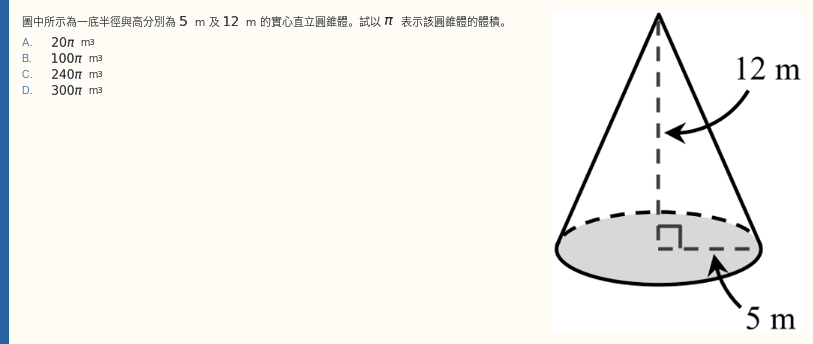 圖中所示為一底半徑與高分別為 5 m 及 12 m 的實心直立圓錐體。試以 π 表示該圓錐體的體積。
A. 20π m³
B. 100π m³
C. 240π m³
D. 300π m³
12 m
5 m